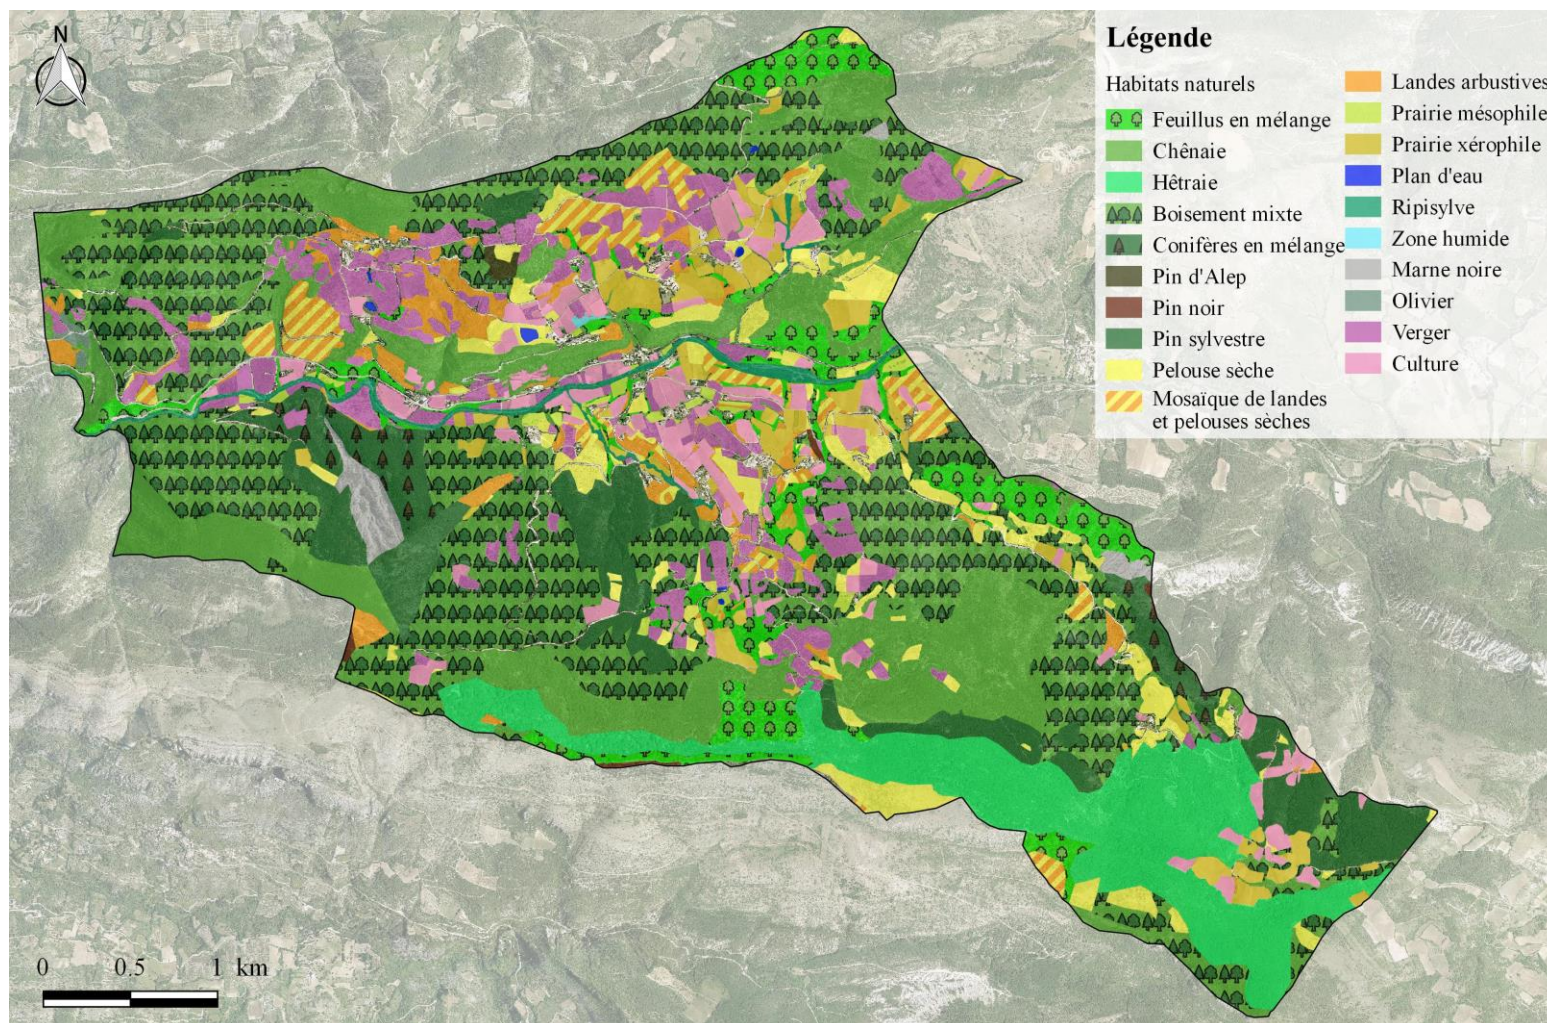 N
Légende
Habitats naturels
Feuillus en mélange
Chênaie
Hêtraie
Boisement mixte
Conifères en mélange
Pin d'Alep
Pin noir
Pin sylvestre
Pelouse sèche
Mosaïque de landes
et pelouses sèches
Landes arbustives
Prairie mésophile
Prairie xérophile
Plan d'eau
Ripisylve
Zone humide
Marne noire
Olivier
Verger
Culture
0 0.5 1 km